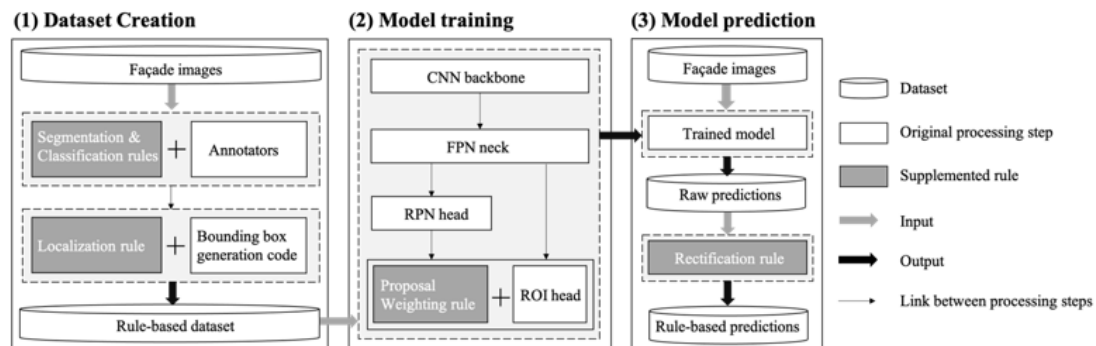 (1) Dataset Creation
Façade images
Segmentation &
Classification rules
+
Annotators
Localization rule
+
Bounding box
generation code
Rule-based dataset
(2) Model training
CNN backbone
FPN neck
RPN head
Proposal
Weighting rule
+
ROI head
(3) Model prediction
Façade images
Trained model
Raw predictions
Rectification rule
Rule-based predictions
Dataset
Original processing
step
Supplemented rule
Input
Output
Link between processing steps